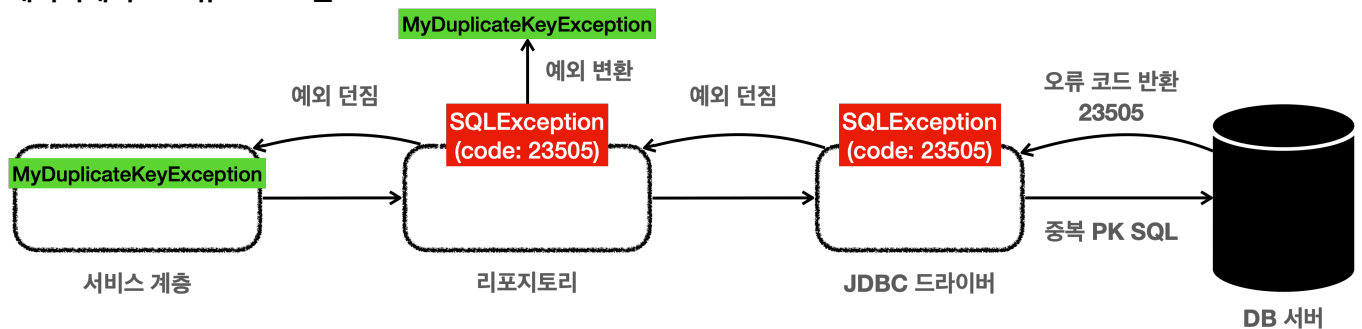 MyDuplicateKeyException
예외 변환
예외 던짐
예외 던짐
오류 코드 반환
23505
SQLException
(code: 23505)
SQLException
(code: 23505)
MyDuplicateKeyException
중복 PK SQL
서비스 계층
리포지토리
JDBC 드라이버
DB 서버